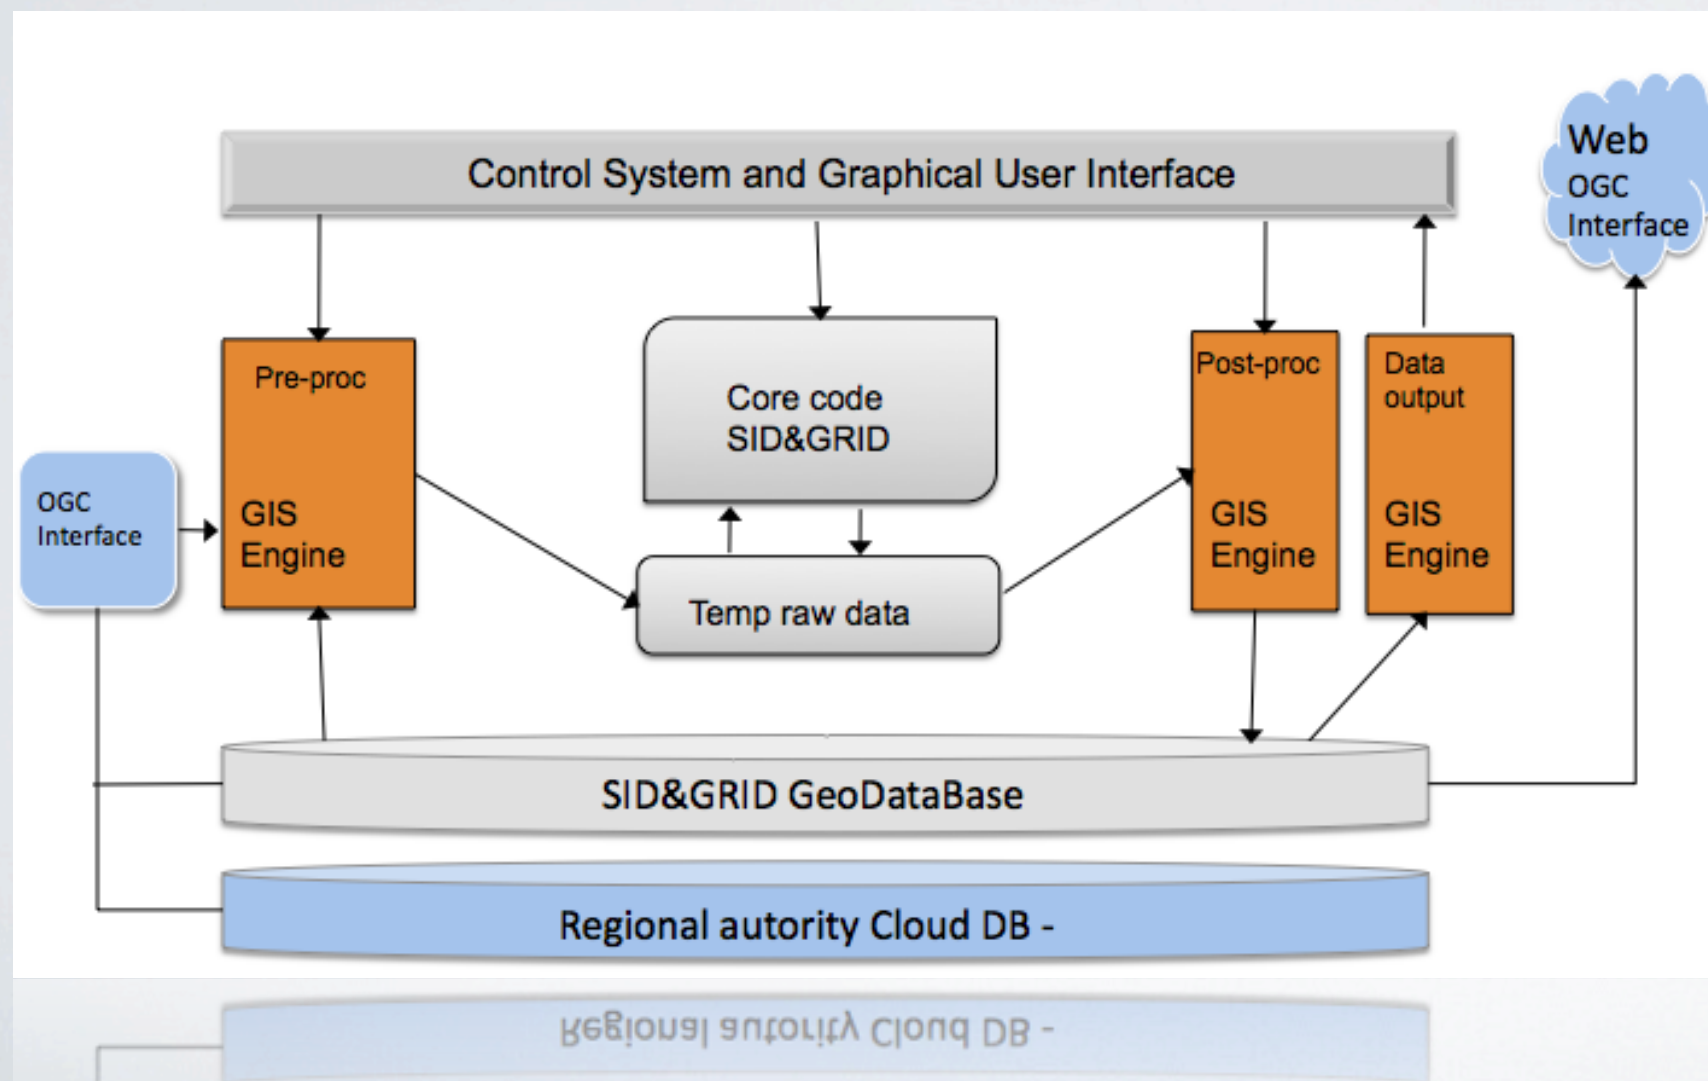 Control System and Graphical User Interface
Web
OGC
Interface
Pre-proc
GIS
Engine
Core code
SID&GRID
Post-proc
GIS
Engine
Data
output
GIS
Engine
OGC
Interface
Temp raw data
SID&GRID GeoDataBase
Regional autority Cloud DB -
Regional autority Cloud DB -